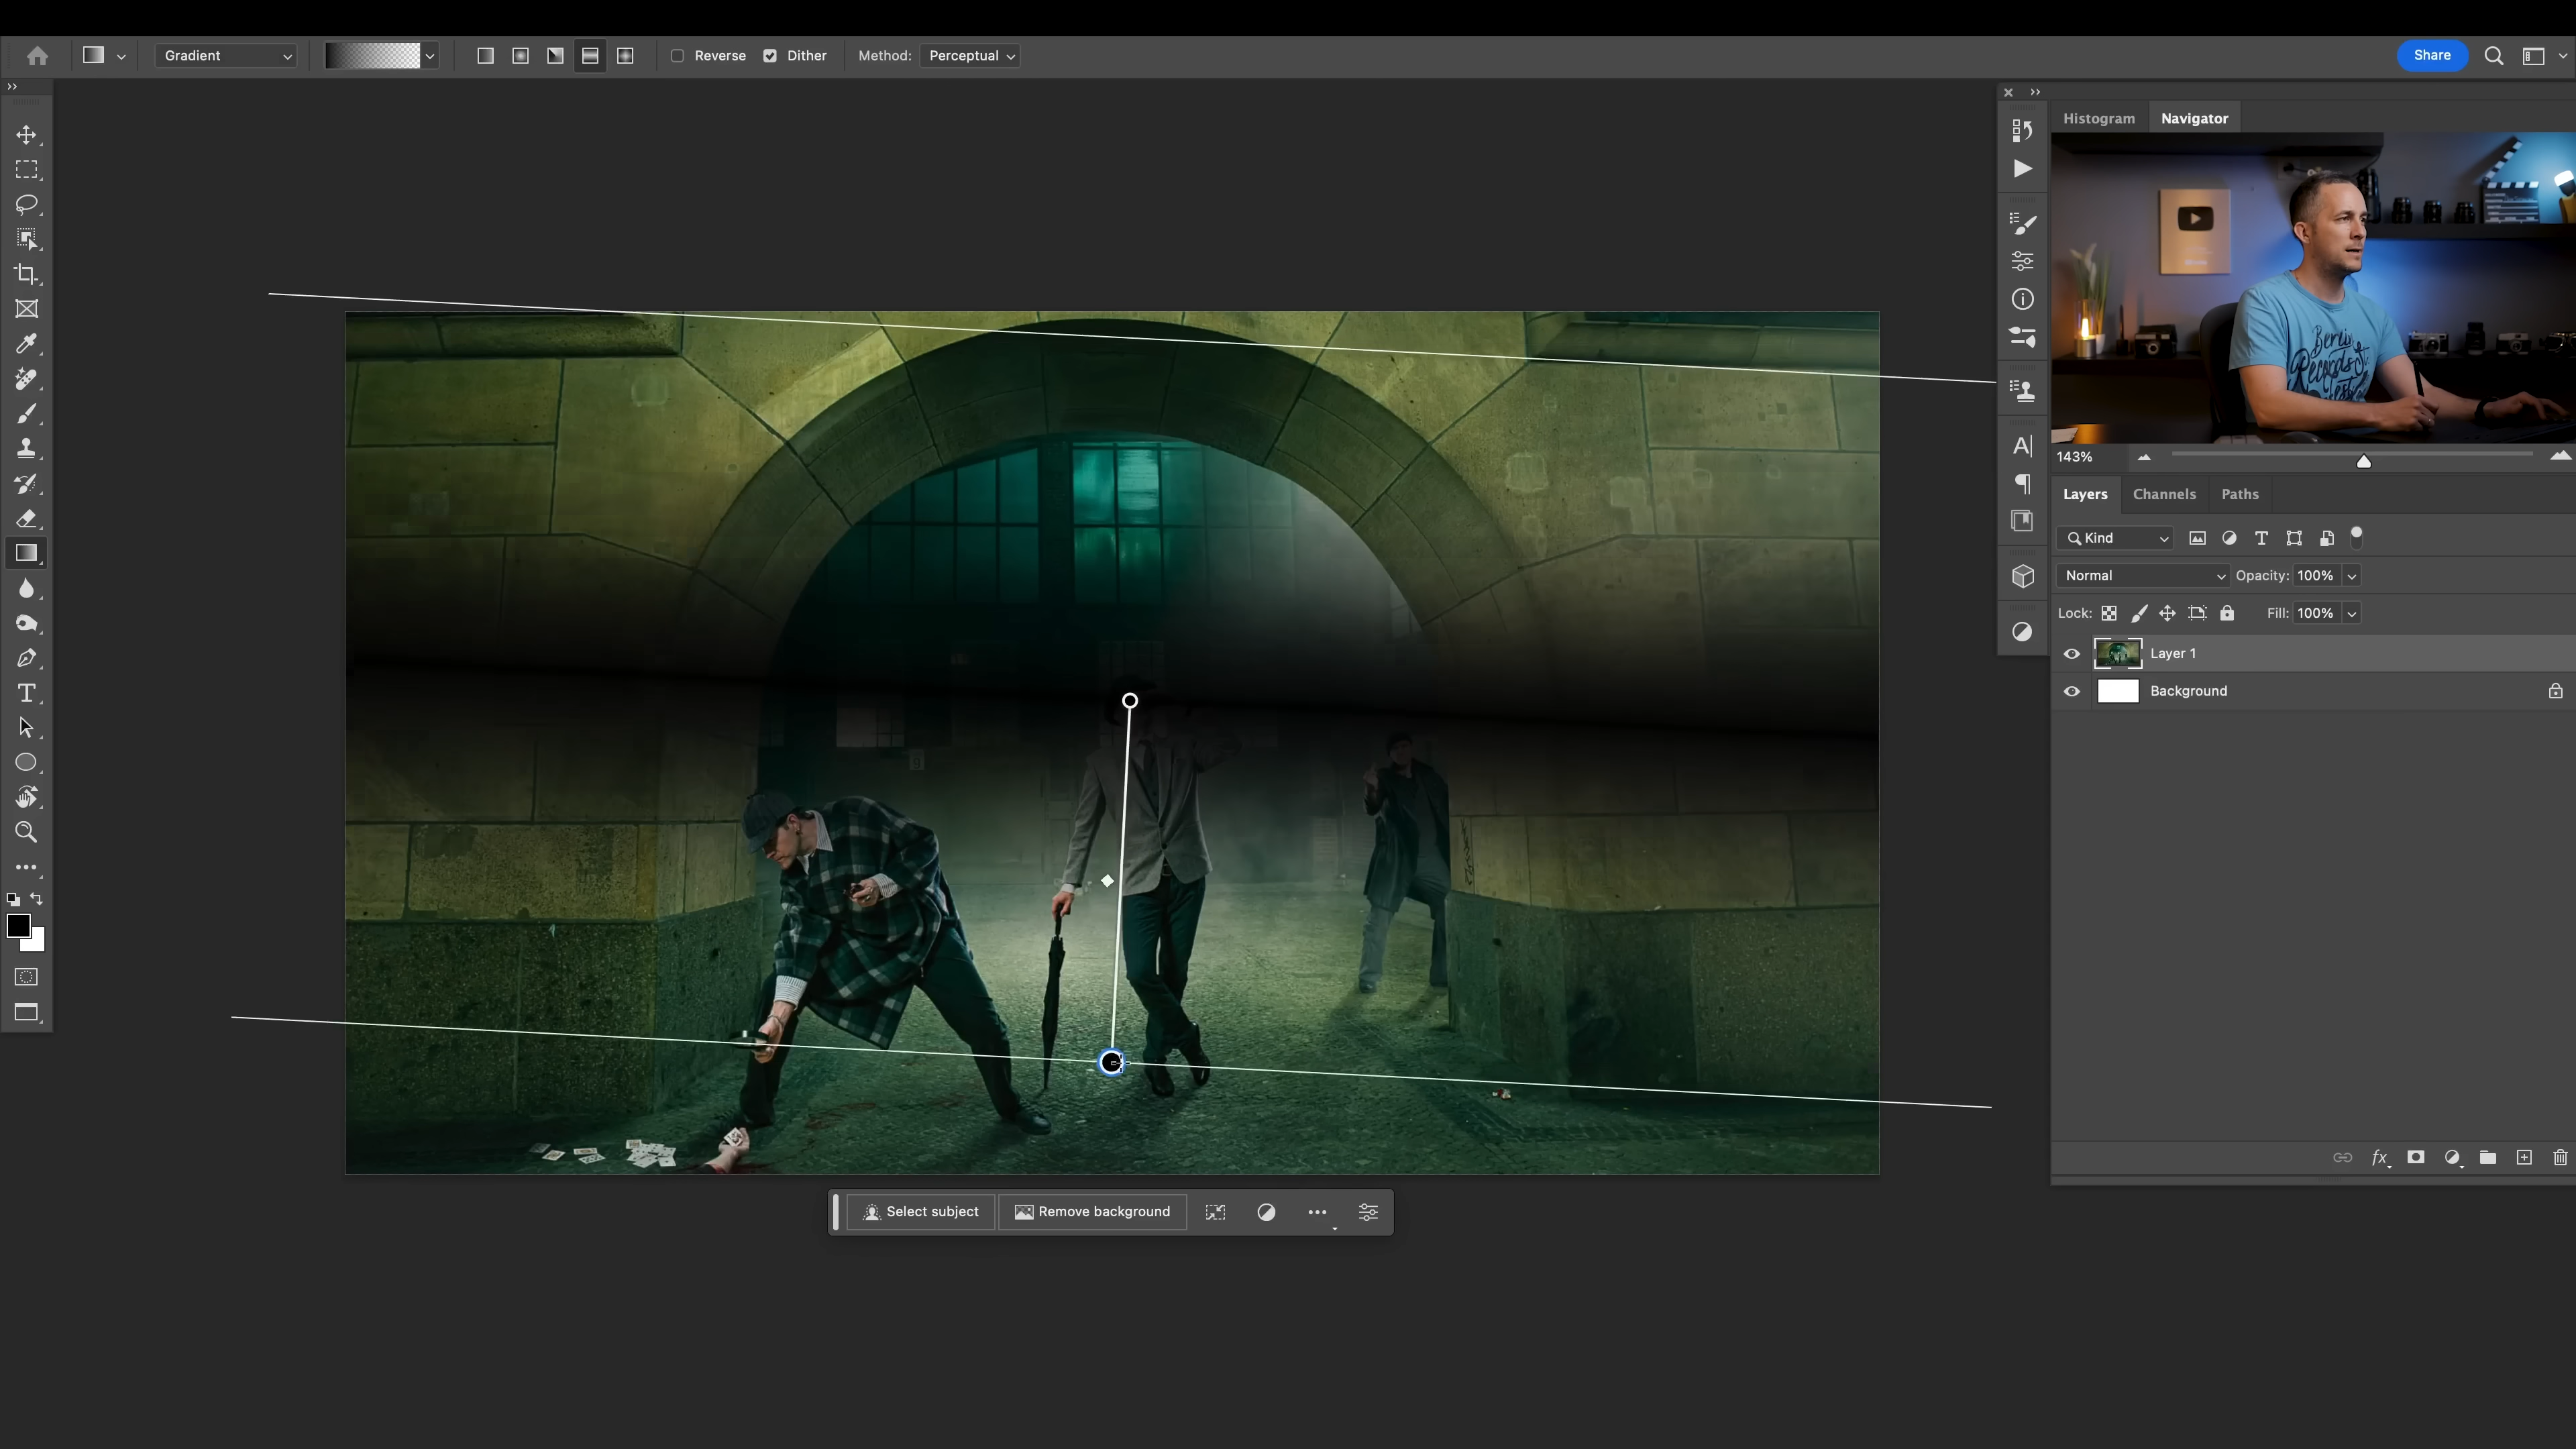 Gradient
Reverse
Dither
Method:
Perceptual
Share
Histogram
Navigator
143%
Layers
Channels
Paths
Kind
Normal
Opacity:
100%
Lock:
Fill:
100%
Layer 1
Background
Select subject
Remove background